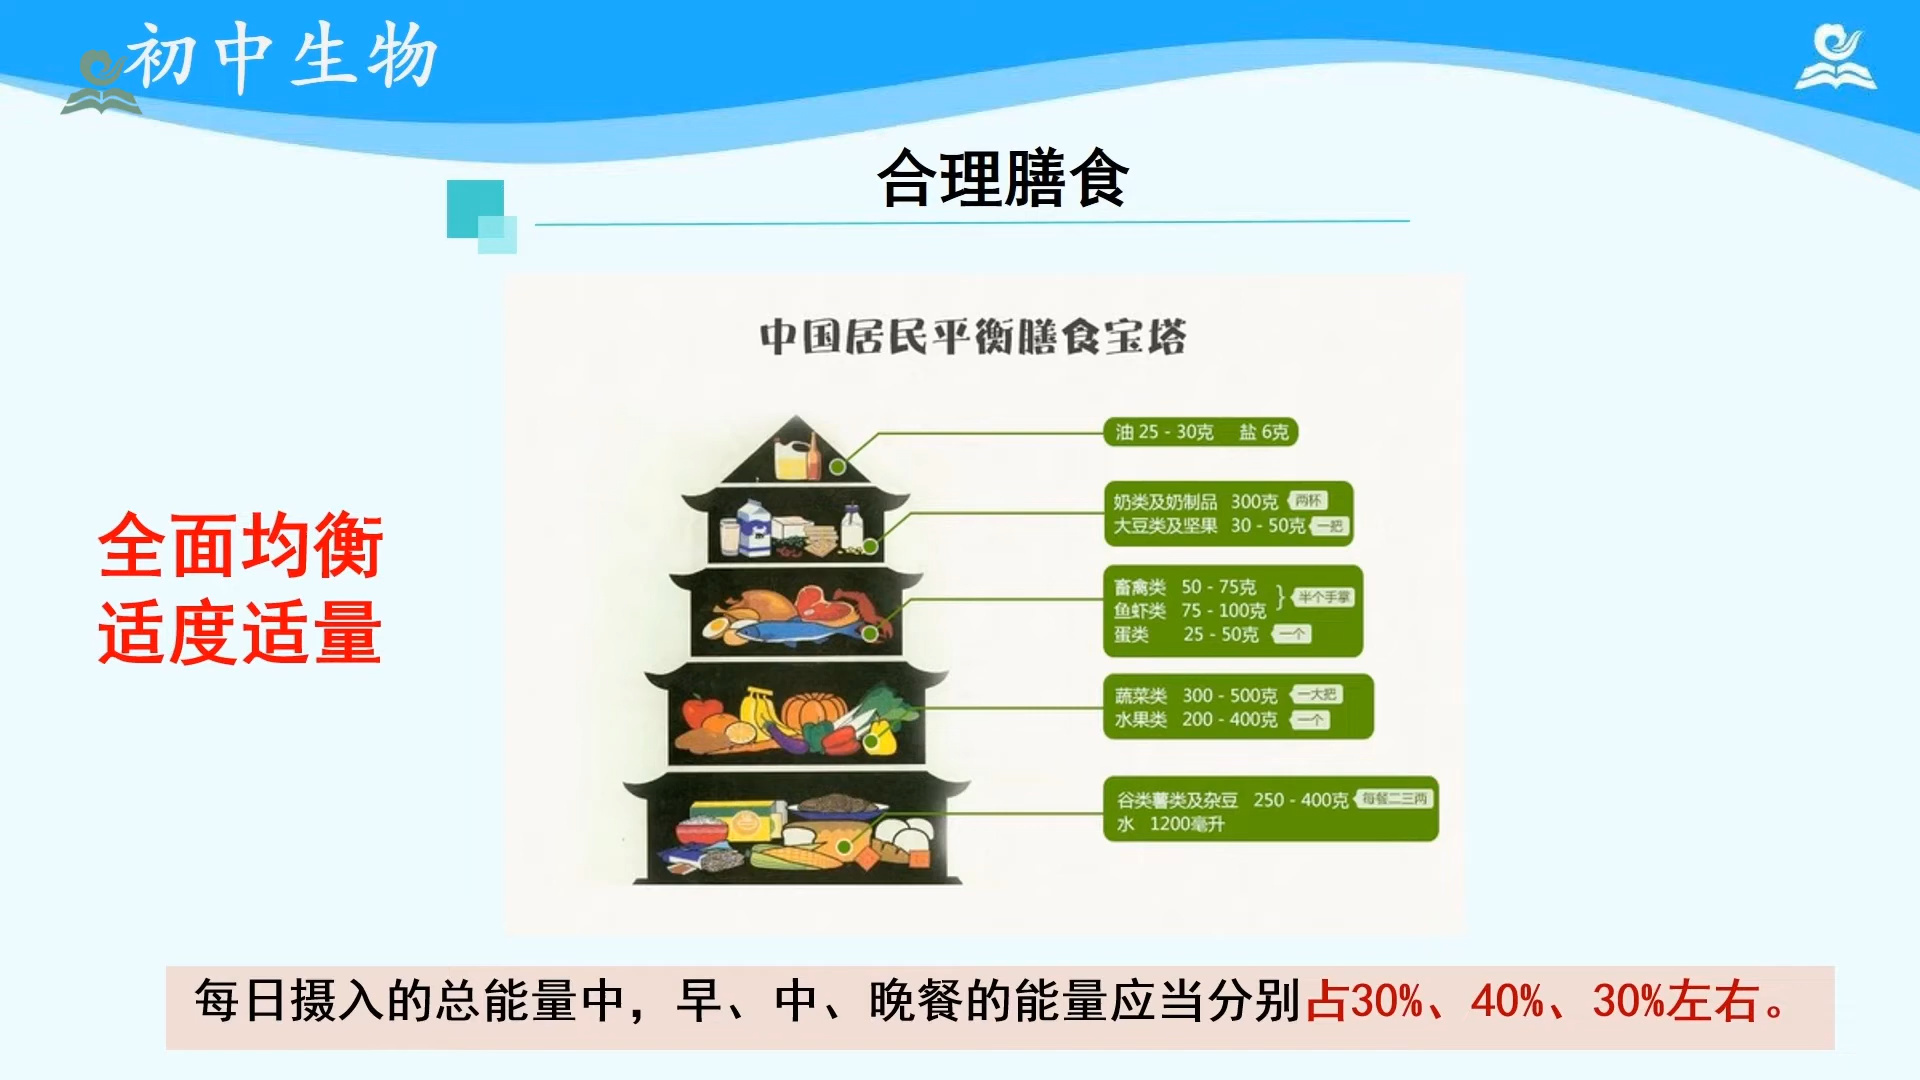 初中生物
合理膳食
中国居民平衡膳食宝塔
油 25 - 30克 盐 6克
奶类及奶制品 300克 两杯
大豆类及坚果 30 - 50克 一把
畜禽类 50 - 75克
鱼虾类 75 - 100克 } 半个手掌
蛋类 25 - 50克 一个
蔬菜类 300 - 500克 一大把
水果类 200 - 400克 一个
谷类薯类及杂豆 250 - 400克 每餐二三两
水 1200毫升
全面均衡
适度适量
每日摄入的总能量中，早、中、晚餐的能量应当分别占30%、40%、30%左右。